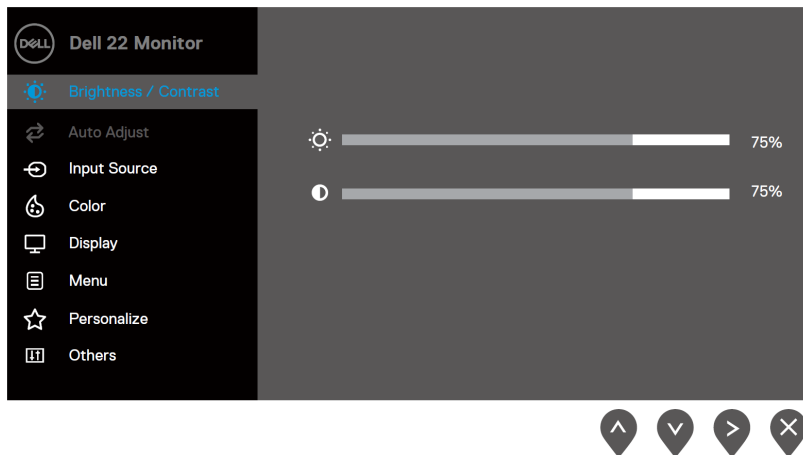 DELL
Dell 22 Monitor
Brightness / Contrast
Auto Adjust
Input Source
Color
Display
Menu
Personalize
Others
75%
75%